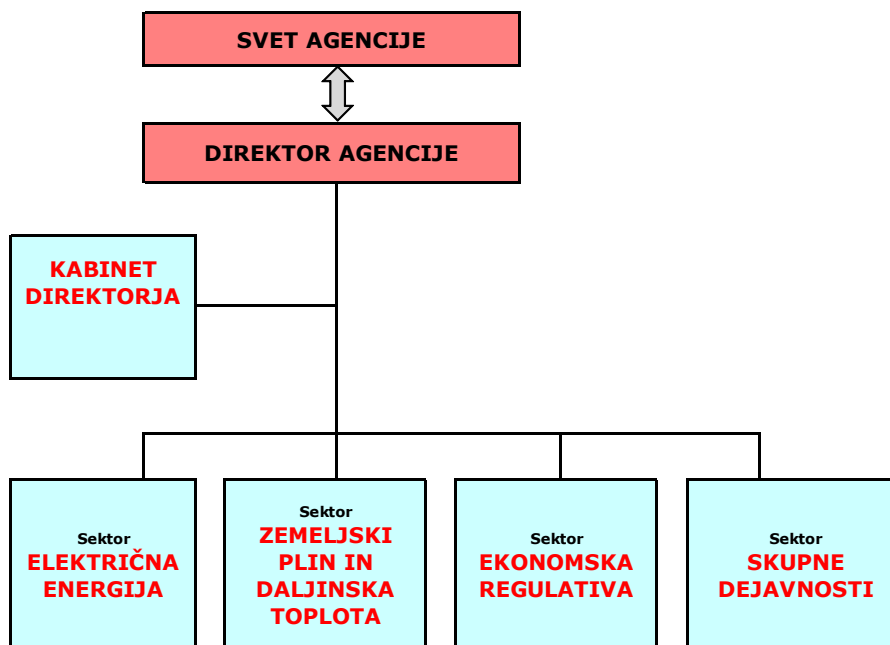 SVET AGENCIJE
DIREKTOR AGENCIJE
KABINET
DIREKTORJA
Sektor
ELEKTRIČNA
ENERGIJA
Sektor
ZEMELJSKI
PLIN IN
DALJINSKA
TOPLOTA
Sektor
EKONOMSKA
REGULATIVA
Sektor
SKUPNE
DEJAVNOSTI